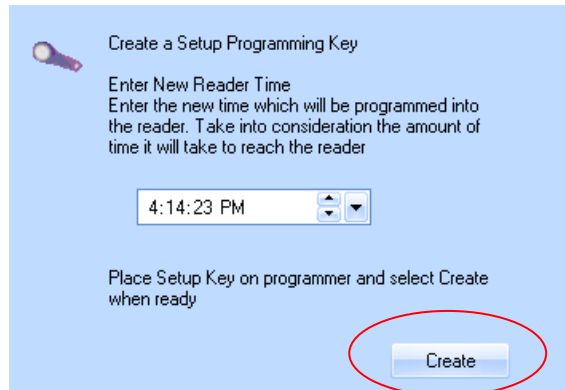 Create a Setup Programming Key
Enter New Reader Time
Enter the new time which will be programmed into
the reader. Take into consideration the amount of
time it will take to reach the reader
4:14:23 PM
Place Setup Key on programmer and select Create
when ready
Create